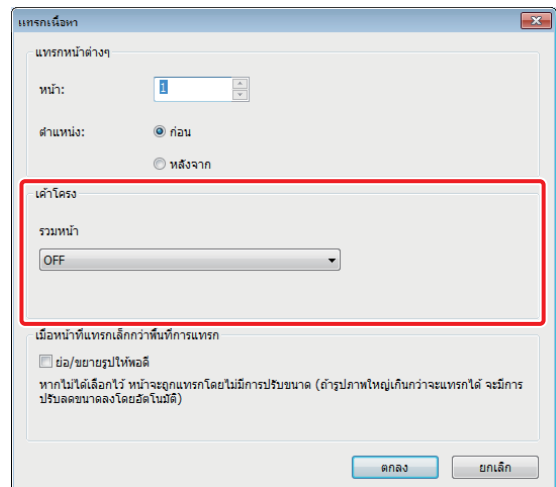 แทรกเนื้อหา
แทรกหน้าต่างๆ
หน้า:
1
ตำแหน่ง:
ก่อน
หลังจาก
เค้าโครง
รวมหน้า
OFF
เมื่อหน้าที่แทรกเล็กกว่าพื้นที่การแทรก
ย่อ/ขยายรูปให้พอดี
หากไม่ได้เลือกไว้ หน้าจะถูกแทรกโดยไม่มีการปรับขนาด (ถ้ารูปภาพใหญ่เกินกว่าจะแทรกได้ จะมีการ
ปรับลดขนาดลงโดยอัตโนมัติ)
ตกลง
ยกเลิก